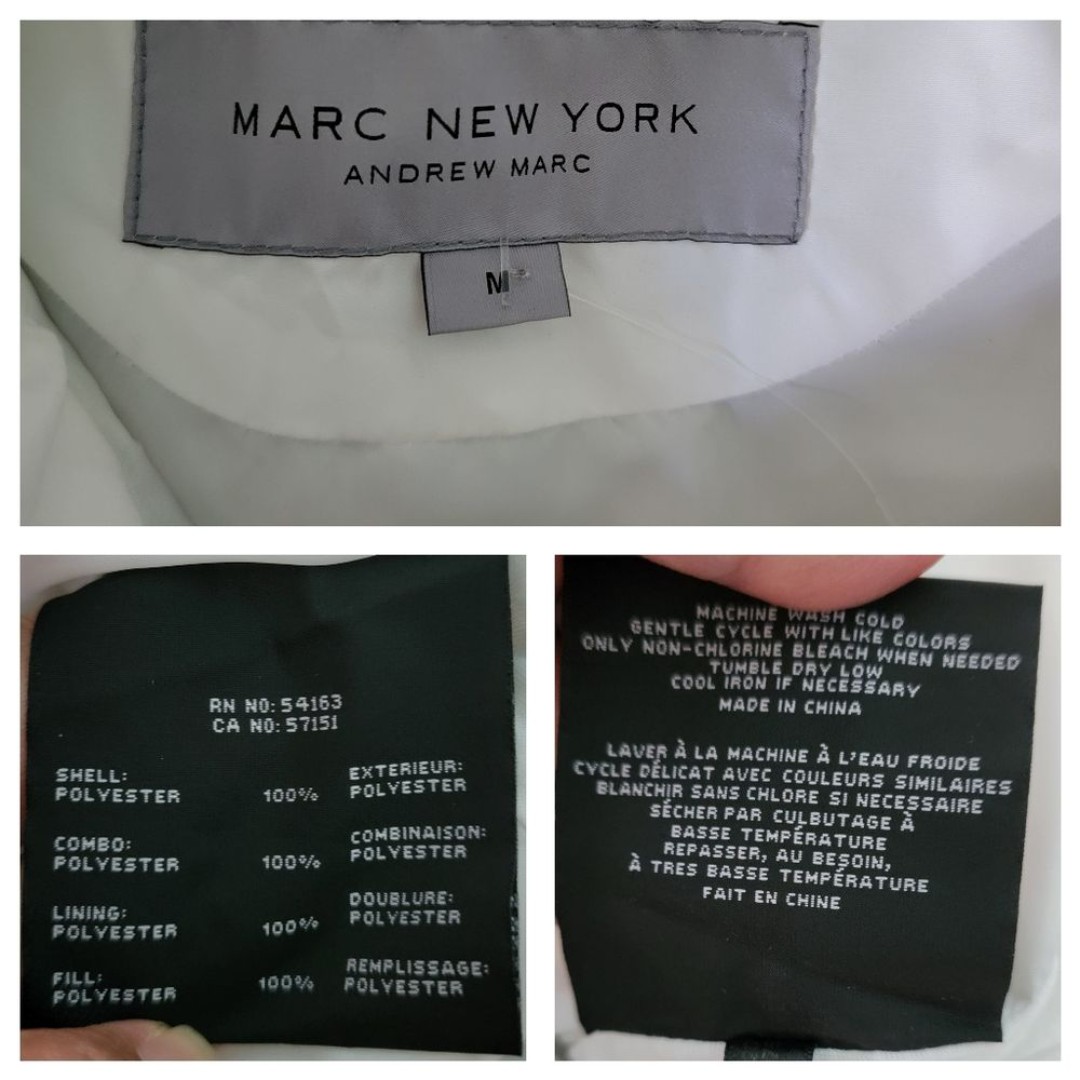 MARC NEW YORK
ANDREW MARC
M
RN NO: 54163
CA NO: 57151
SHELL:
POLYESTER 100%
EXTERIEUR:
POLYESTER
COMBO:
POLYESTER 100%
COMBINAISON:
POLYESTER
LINING:
POLYESTER 100%
DOUBLURE:
POLYESTER
FILL:
POLYESTER 100%
REMPLISSAGE:
POLYESTER
MACHINE WASH COLD
GENTLE CYCLE WITH LIKE COLORS
ONLY NON-CHLORINE BLEACH WHEN NEEDED
TUMBLE DRY LOW
COOL IRON IF NECESSARY
MADE IN CHINA
LAVER À LA MACHINE À L'EAU FROIDE
CYCLE DÉLICAT AVEC COULEURS SIMILAIRES
BLANCHIR SANS CHLORE SI NECESSAIRE
SÉCHER PAR CULBUTAGE À
BASSE TEMPÉRATURE
REPASSER, AU BESOIN,
À TRES BASSE TEMPÉRATURE
FAIT EN CHINE